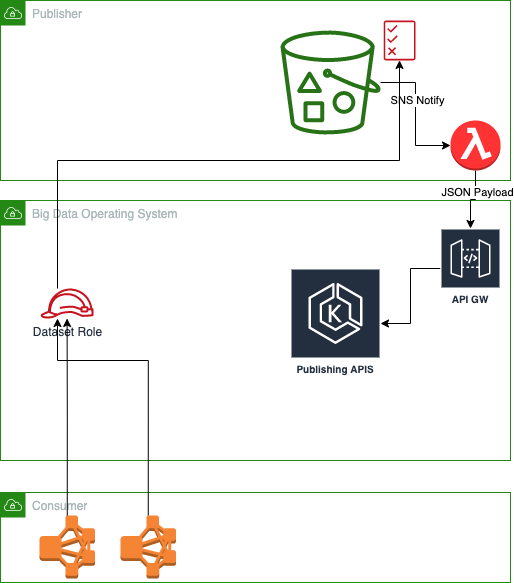 Publisher
SNS Notify
JSON Payload
Big Data Operating System
API GW
K
Dataset Role
Publishing APIS
Consumer